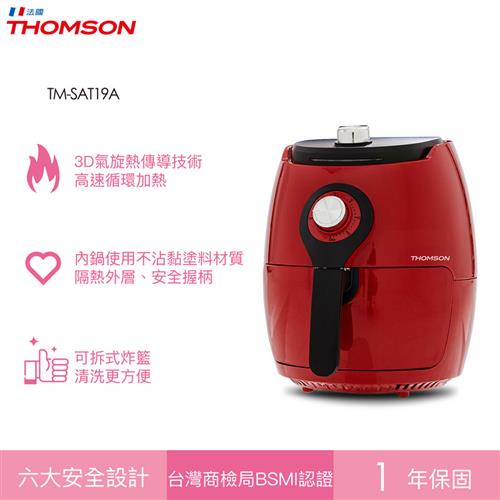 法國
THOMSON
TM-SAT19A
3D氣旋熱傳導技術
高速循環加熱
內鍋使用不沾黏塗料材質
隔熱外層、安全握柄
可拆式炸籃
清洗更方便
THOMSON
六大安全設計
台灣商檢局BSMI認證
1 年保固